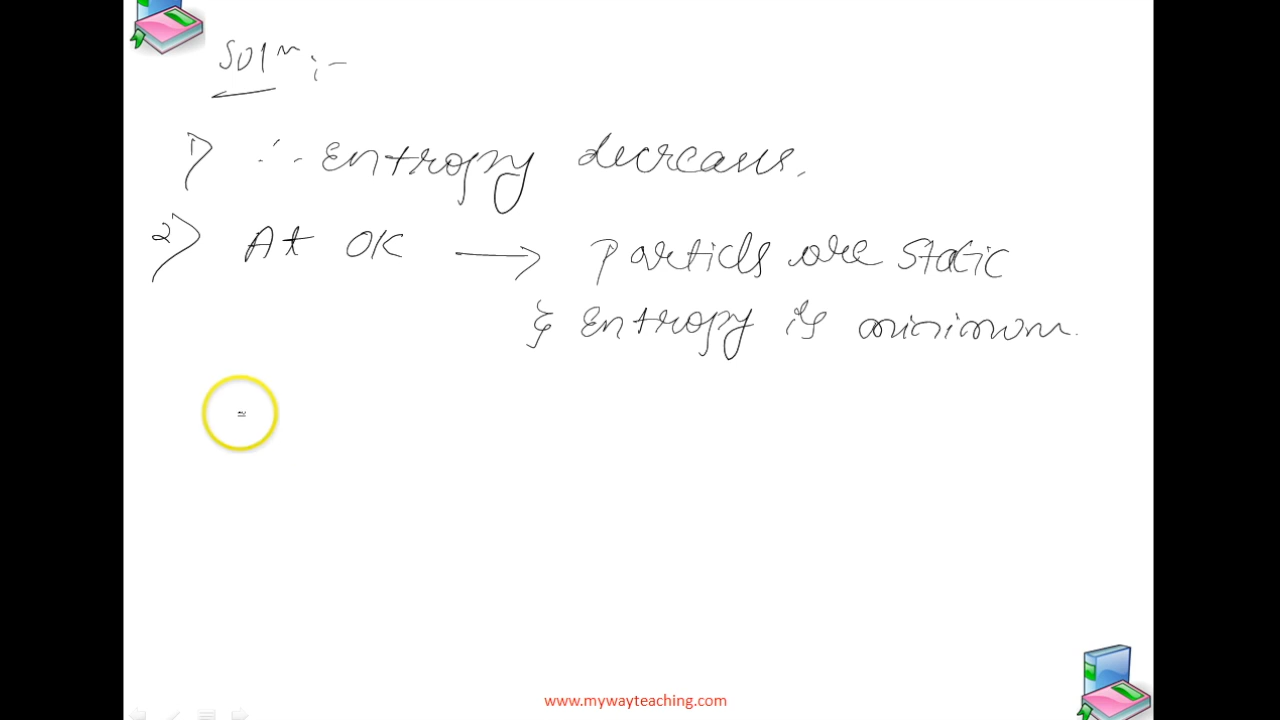 Soln :-
1) ∴ Entropy decreases.
2) At 0K → particles are static
& Entropy is minimum.
www.mywayteaching.com